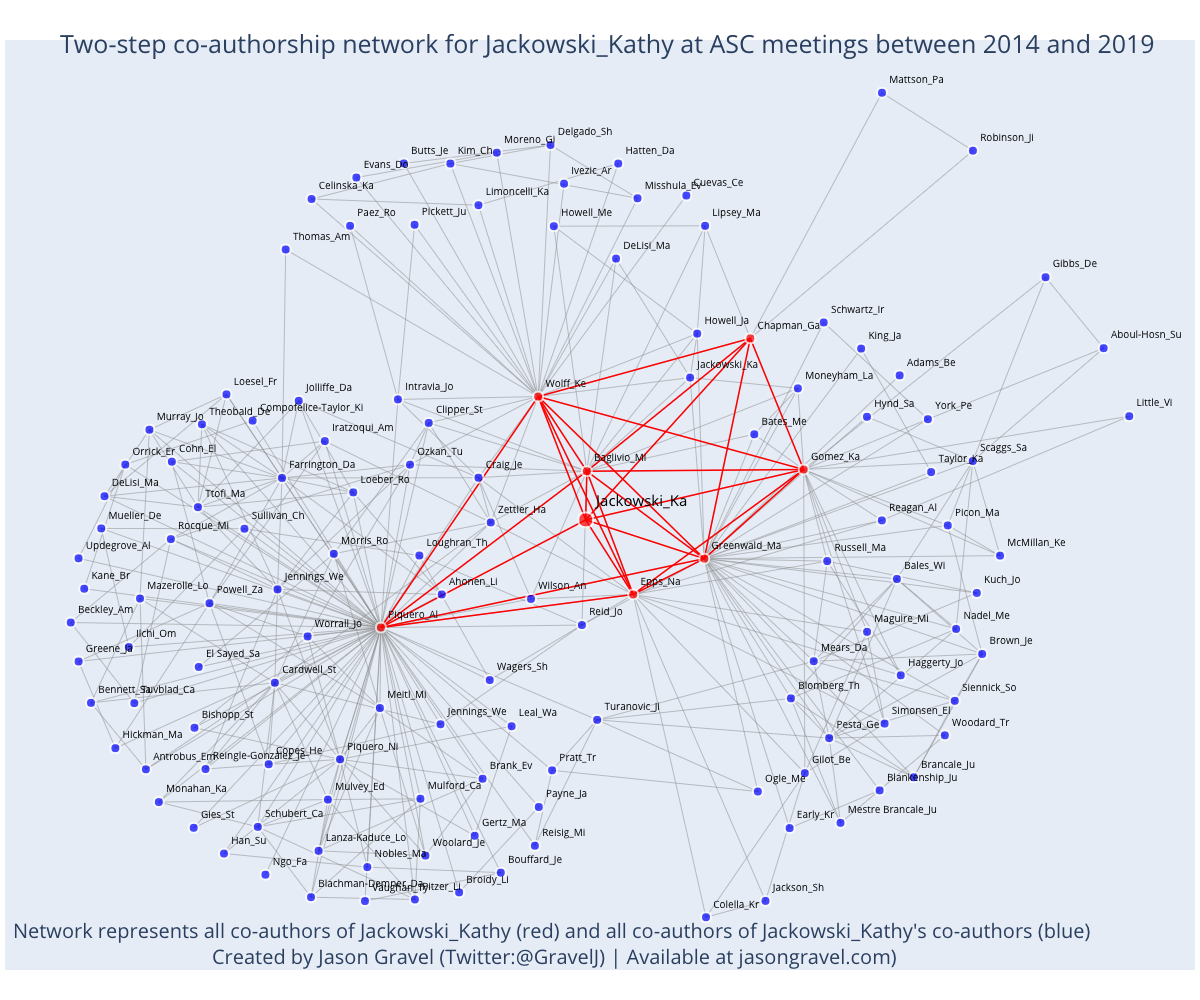 Two-step co-authorship network for Jackowski_Kathy at ASC meetings between 2014 and 2019
Mattson_Pa
Robinson_Ji
Delgado_Sh
Moreno_Gi
Butts_Je
Kim_Ch
Hatten_Da
Evans_De
Ivezic_Ar
Celinska_Ka
Limoncelli_Ka
Misshula_Ev
Cuevas_Ce
Paez_Ro
Pickett_Ju
Howell_Me
Lipsey_Ma
Thomas_Am
DeLisi_Ma
Gibbs_De
Schwartz_Ir
Howell_Ja
Chapman_Ga
King_Ja
Aboul-Hosn_Su
Adams_Be
Jackowski_Ka
Moneyham_La
Loesel_Fr
Jolliffe_Da
Intravia_Jo
Wolff_Ke
Little_Vi
Murray_Jo
Theobald_De
Compofelice-Taylor_Ki
Clipper_St
Bates_Me
Hynd_Sa
York_Pe
Iratzoqui_Am
Orrick_Er
Cohn_El
Farrington_Da
Ozkan_Tu
Craig_Je
Baglivio_Mi
Gomez_Ka
Taylor_Ka
Scaggs_Sa
DeLisi_Ma
Ttofi_Ma
Loeber_Ro
Jackowski_Ka
Zettler_Ha
Reagan_Al
Picon_Ma
Mueller_De
Rocque_Mi
Sullivan_Ch
Updegrove_Al
Morris_Ro
Loughran_Th
Greenwald_Ma
Russell_Ma
McMillan_Ke
Kane_Br
Mazerolle_Lo
Powell_Za
Jennings_We
Ahonen_Li
Wilson_An
Epps_Na
Bales_Wi
Kuch_Jo
Beckley_Am
Worrall_Jo
Piquero_Al
Reid_Jo
Maguire_Mi
Nadel_Me
Ilchi_Om
Greene_Ja
El Sayed_Sa
Cardwell_St
Wagers_Sh
Mears_Da
Haggerty_Jo
Brown_Je
Bennett_Sa
Tuvblad_Ca
Meitl_Mi
Blomberg_Th
Siennick_So
Bishopp_St
Jennings_We
Leal_Wa
Turanovic_Ji
Pesta_Ge
Simonsen_El
Woodard_Tr
Hickman_Ma
Antrobus_Em
Reingle-Gonzalez_Je
Copes_He
Piquero_Ni
Brank_Ev
Pratt_Tr
Ogle_Me
Gilot_Be
Brancale_Ju
Blankenship_Ju
Monahan_Ka
Mulvey_Ed
Mulford_Ca
Payne_Ja
Gies_St
Schubert_Ca
Gertz_Ma
Reisig_Mi
Early_Kr
Mestre Brancale_Ju
Han_Su
Lanza-Kaduce_Lo
Nobles_Ma
Woolard_Je
Bouffard_Je
Ngo_Fa
Blachman-Demner_Da
Broidy_Li
Jackson_Sh
Colella_Kr
Network represents all co-authors of Jackowski_Kathy (red) and all co-authors of Jackowski_Kathy's co-authors (blue)
Created by Jason Gravel (Twitter:@GravelJ) | Available at jasongravel.com)